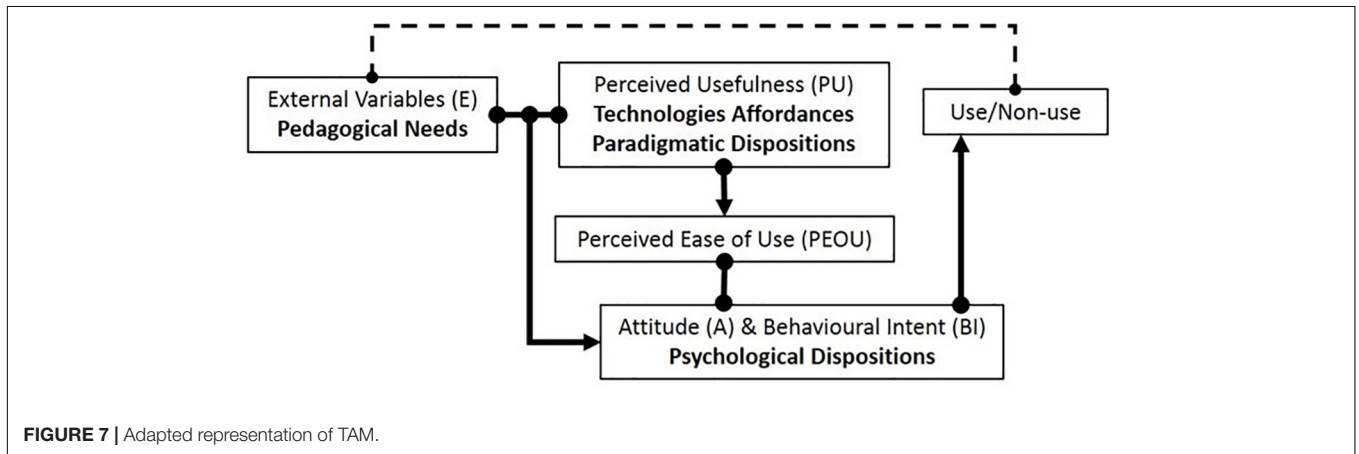 External Variables (E)
Pedagogical Needs
Perceived Usefulness (PU)
Technologies Affordances
Paradigmatic Dispositions
Use/Non-use
Perceived Ease of Use (PEOU)
Attitude (A) & Behavioural Intent (BI)
Psychological Dispositions
FIGURE 7 | Adapted representation of TAM.